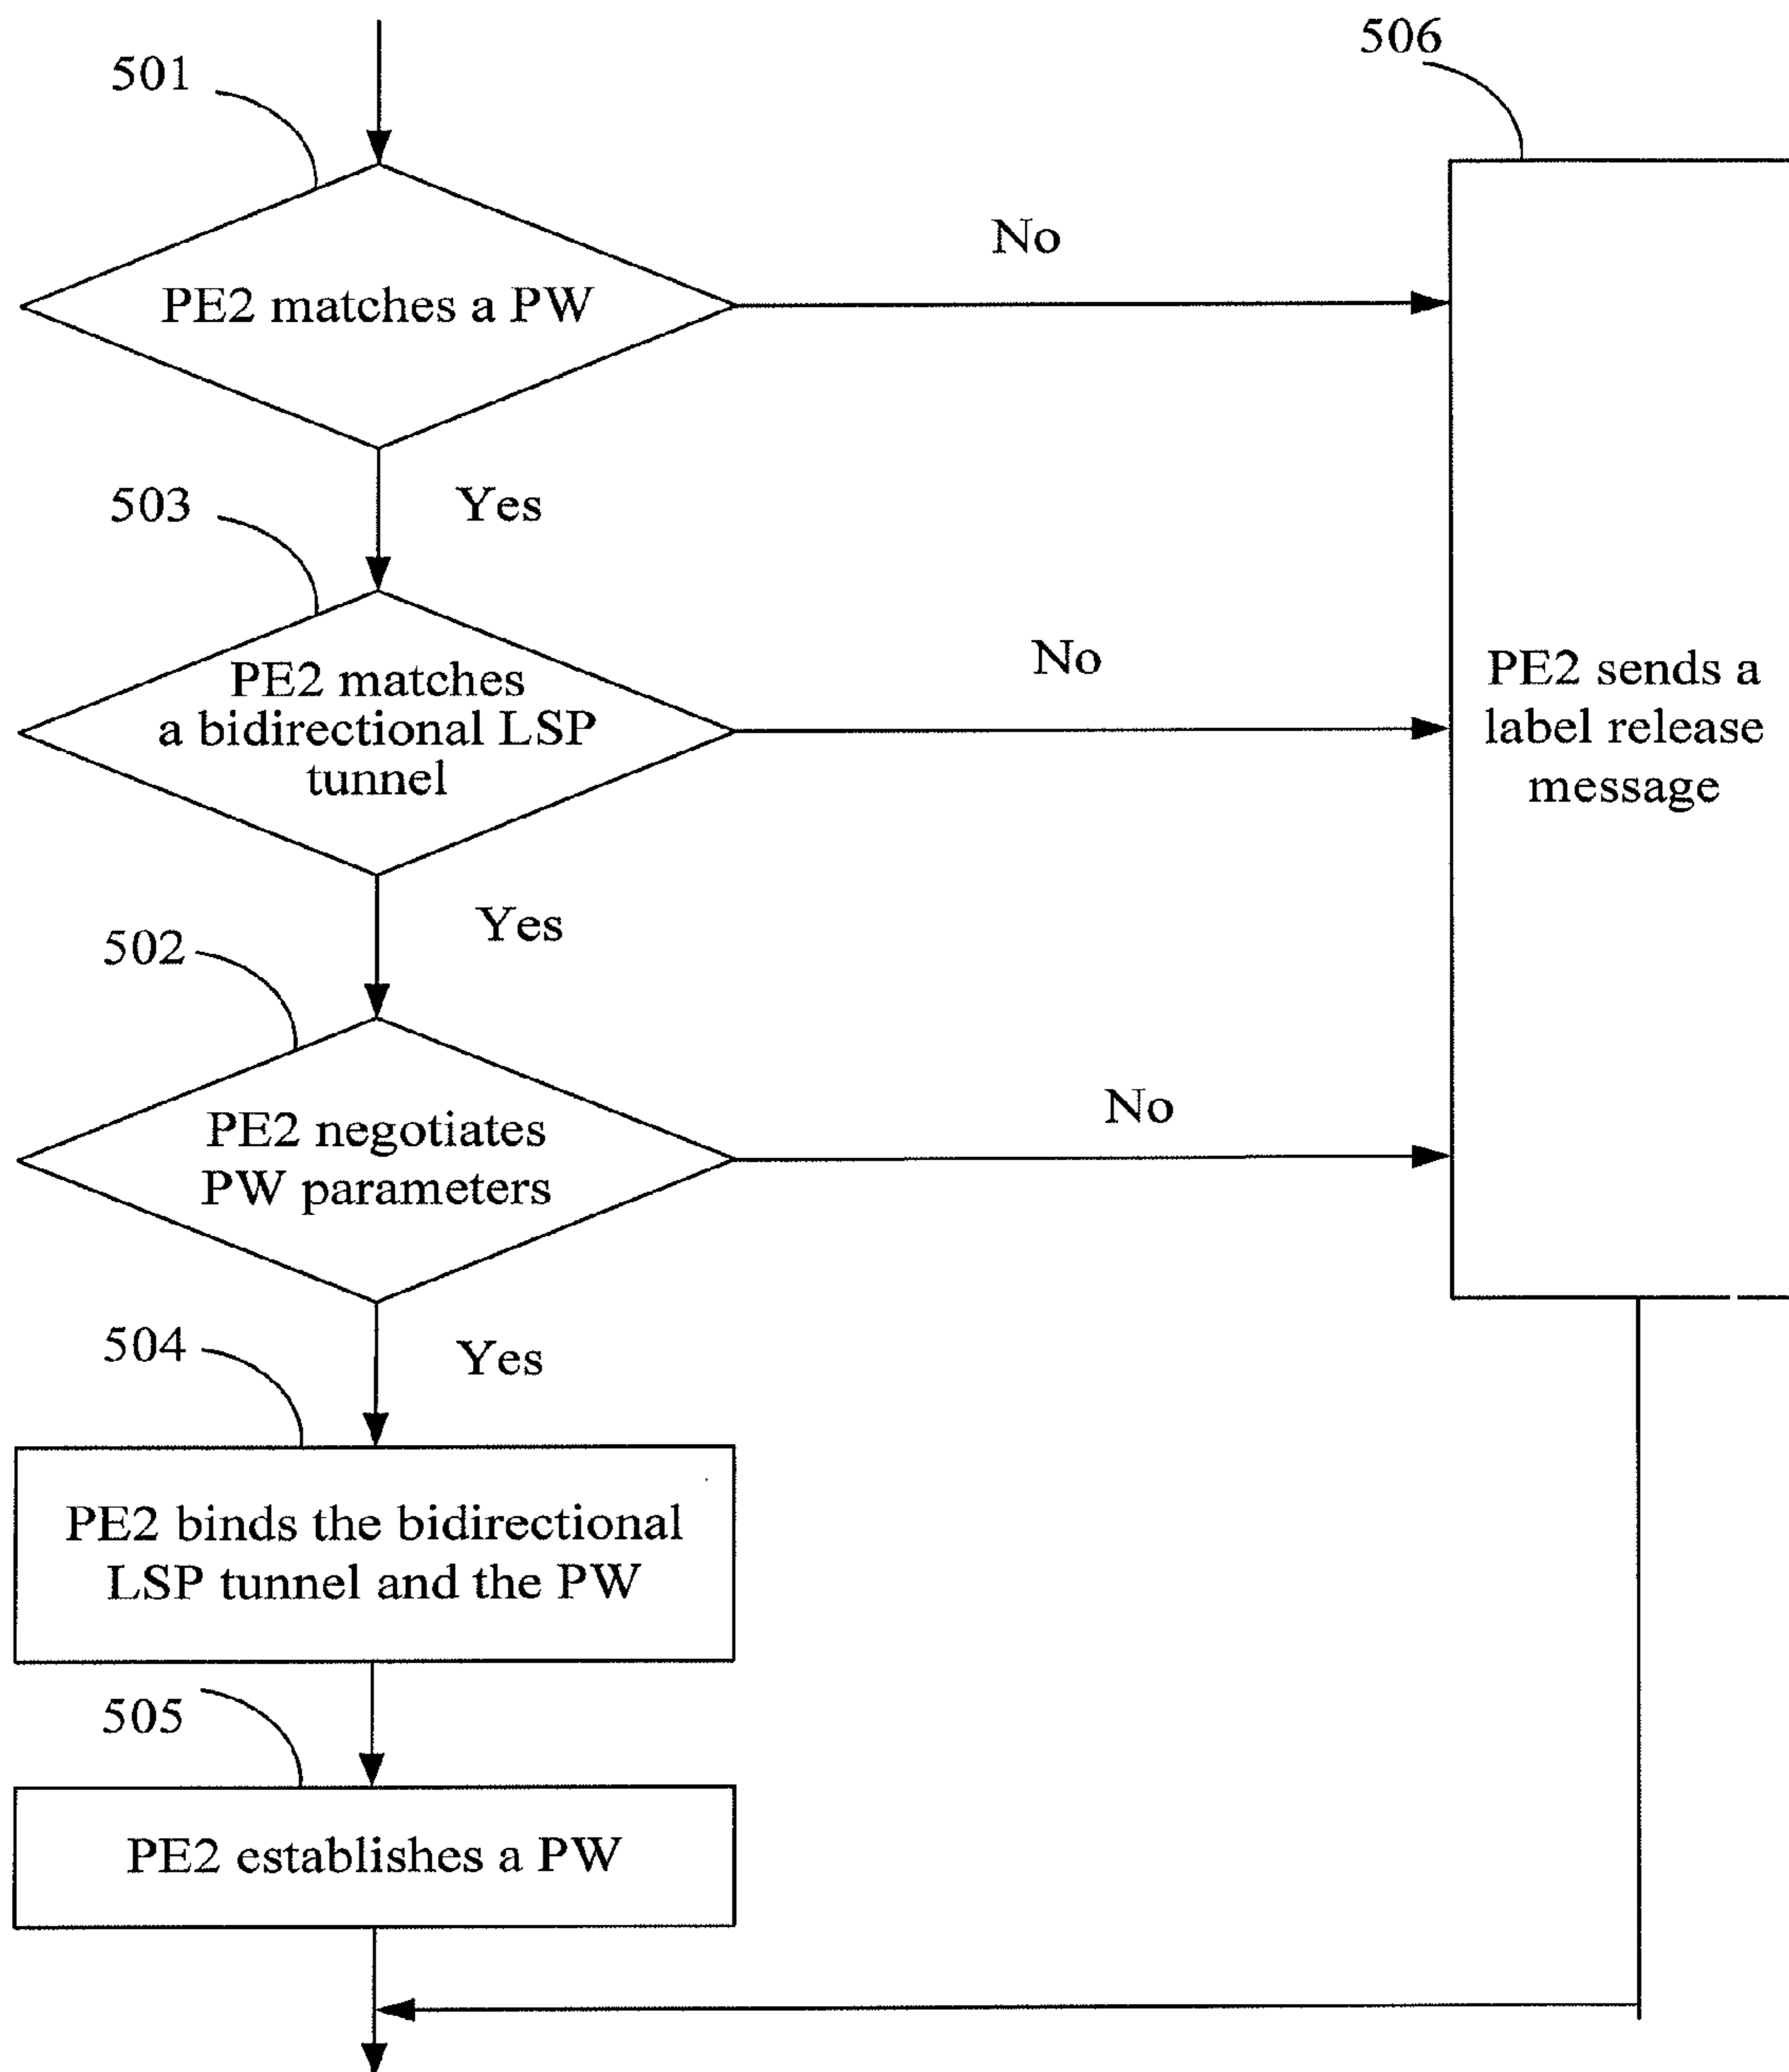 506
501
No
PE2 matches a PW
Yes
503
No
PE2 matches
a bidirectional LSP
tunnel
PE2 sends a
label release
message
Yes
502
No
PE2 negotiates
PW parameters
Yes
504
PE2 binds the bidirectional
LSP tunnel and the PW
505
PE2 establishes a PW